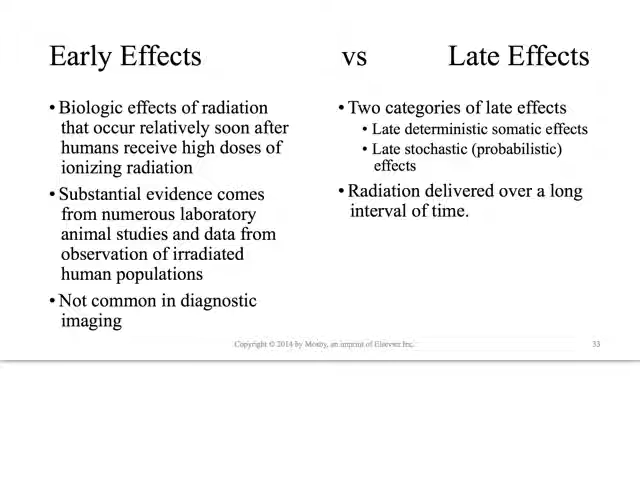 Early Effects vs Late Effects
• Biologic effects of radiation
that occur relatively soon after
humans receive high doses of
ionizing radiation
• Substantial evidence comes
from numerous laboratory
animal studies and data from
observation of irradiated
human populations
• Not common in diagnostic
imaging
• Two categories of late effects
• Late deterministic somatic effects
• Late stochastic (probabilistic)
effects
• Radiation delivered over a long
interval of time.
Copyright © 2014 by Mosby, an imprint of Elsevier Inc.
33